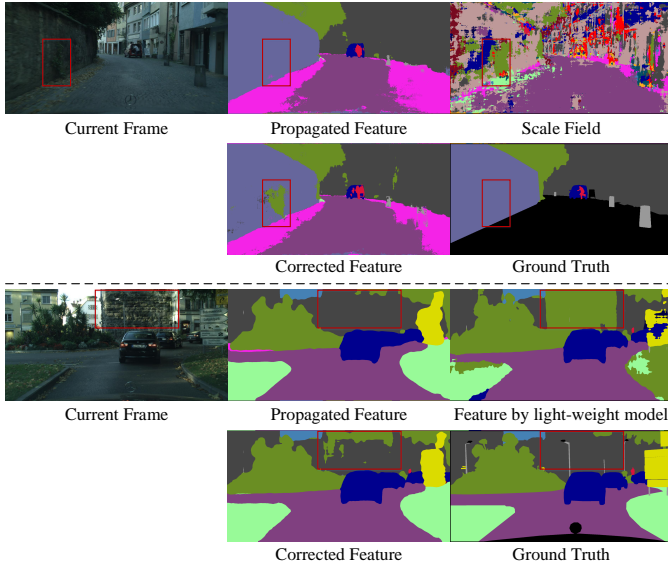 Current Frame Propagated Feature Scale Field
Corrected Feature Ground Truth
Current Frame Propagated Feature Feature by light-weight model
Corrected Feature Ground Truth